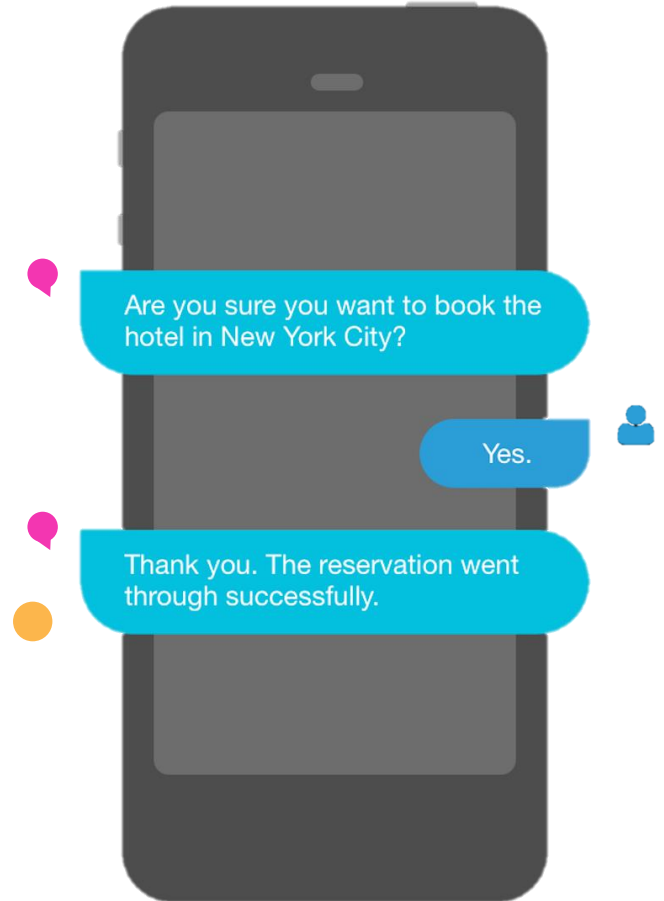 Are you sure you want to book the
hotel in New York City?
Yes.
Thank you. The reservation went
through successfully.